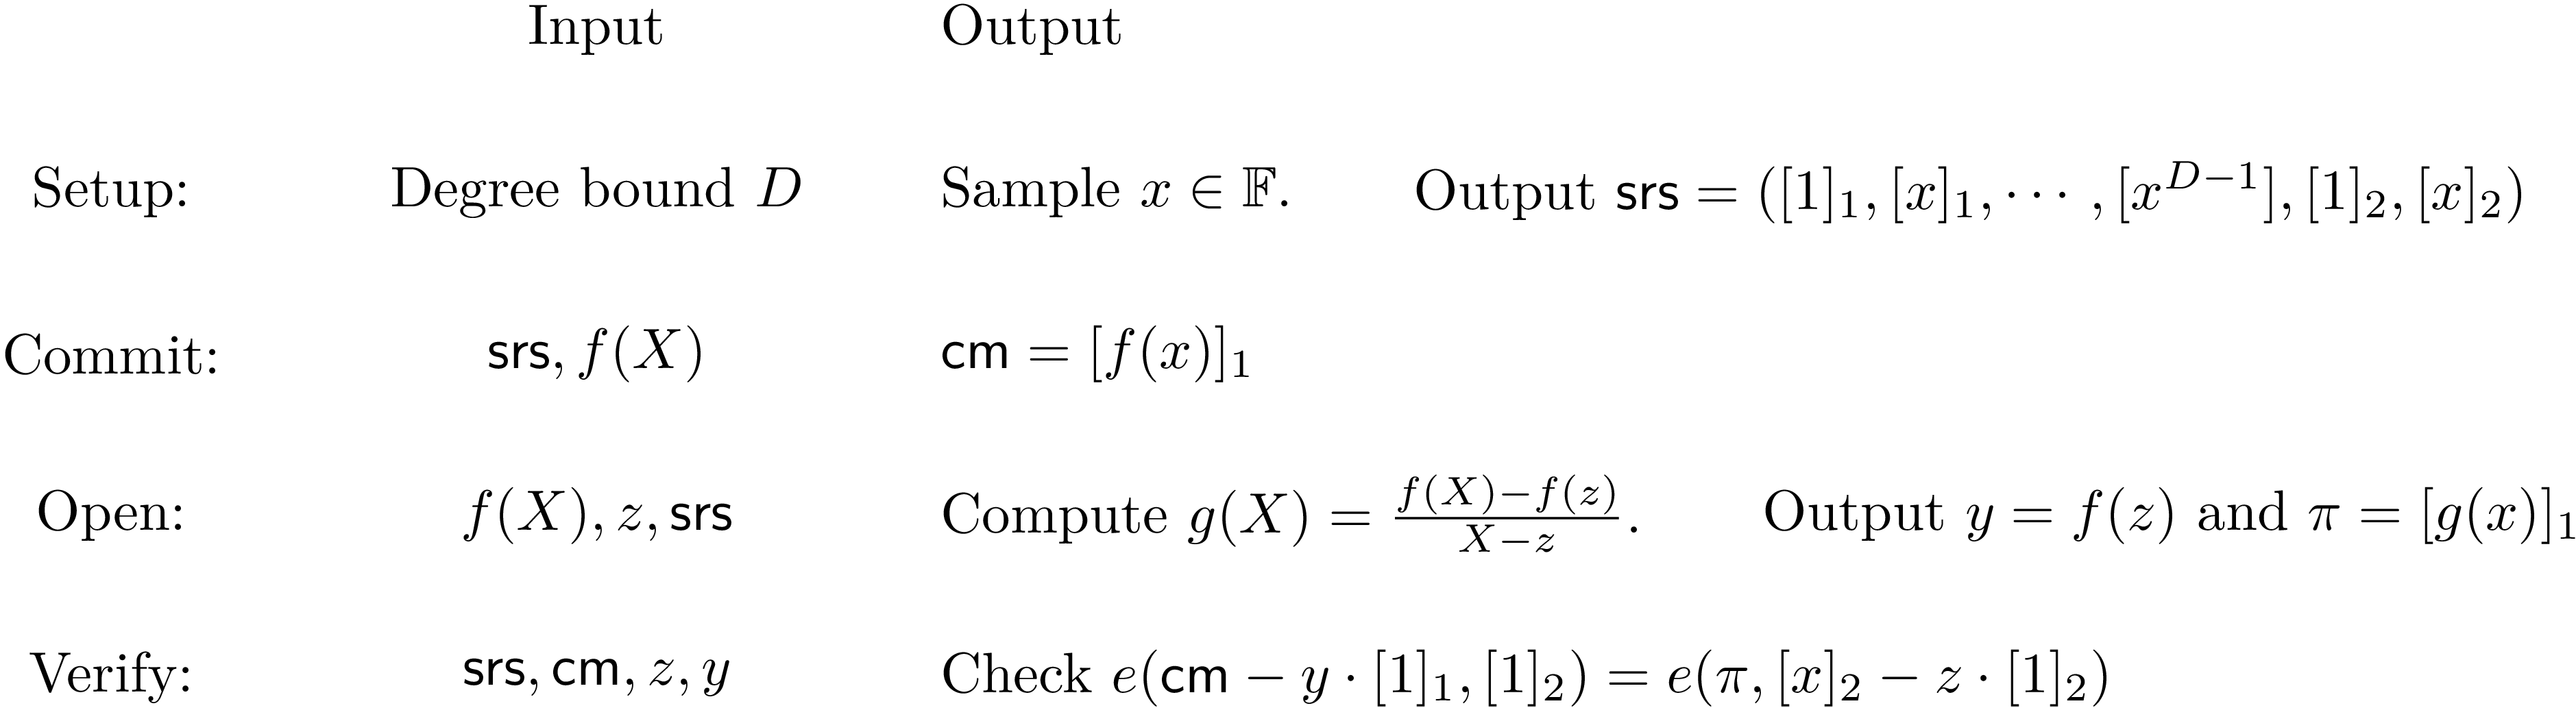 Input Output
Setup: Degree bound D Sample x ∈ 𝔽. Output srs = ([1]₁, [x]₁, ⋯ , [x^{D−1}], [1]₂, [x]₂)
Commit: srs, f(X) cm = [f(x)]₁
Open: f(X), z, srs Compute g(X) = \frac{f(X)−f(z)}{X−z}. Output y = f(z) and π = [g(x)]₁
Verify: srs, cm, z, y Check e(cm − y · [1]₁, [1]₂) = e(π, [x]₂ − z · [1]₂)